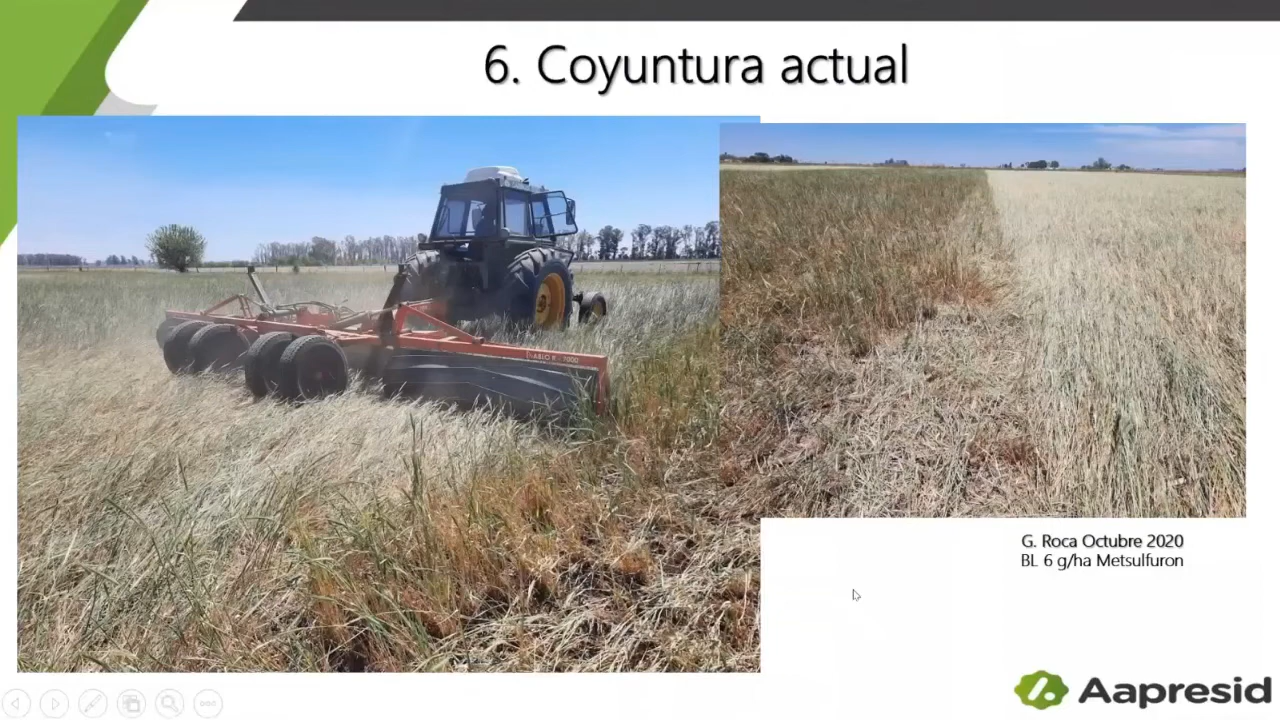 6. Coyuntura actual
G. Roca Octubre 2020
BL 6 g/ha Metsulfuron
Aapresid